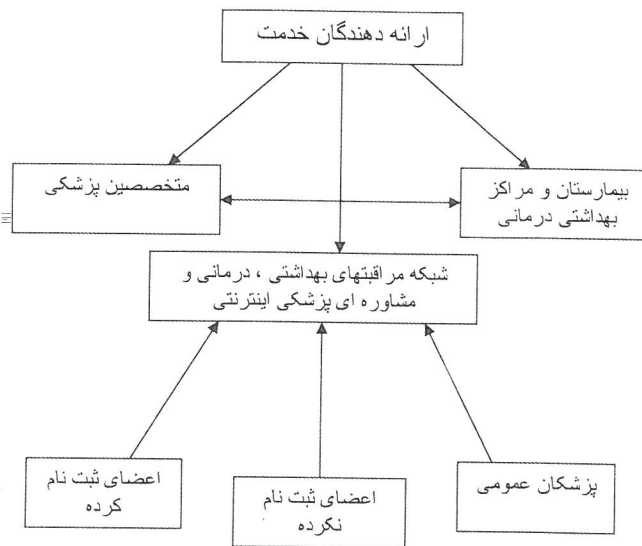 ارائه دهندگان خدمت
بیمارستان و مراکز
بهداشتی درمانی
متخصصین پزشکی
شبکه مراقبتهای بهداشتی ، درمانی و
مشاوره ای پزشکی اینترنتی
پزشکان عمومی
اعضای ثبت نام
نکرده
اعضای ثبت نام
کرده